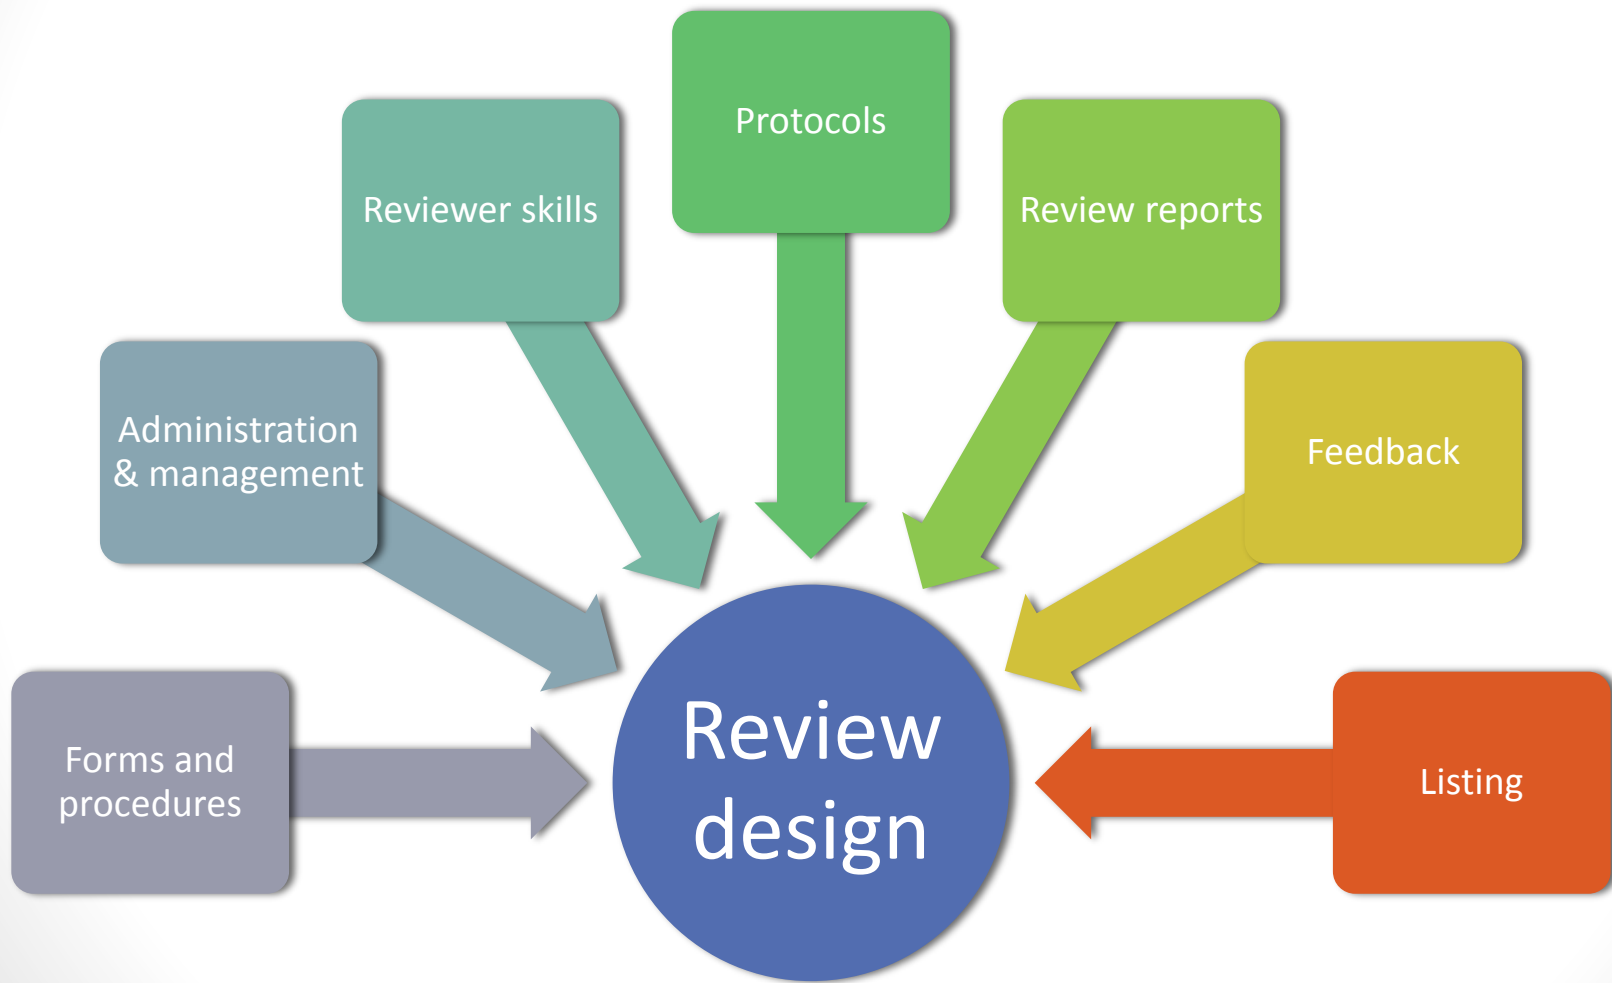 Protocols
Reviewer skills
Review reports
Administration
& management
Feedback
Forms and
procedures
Review
design
Listing